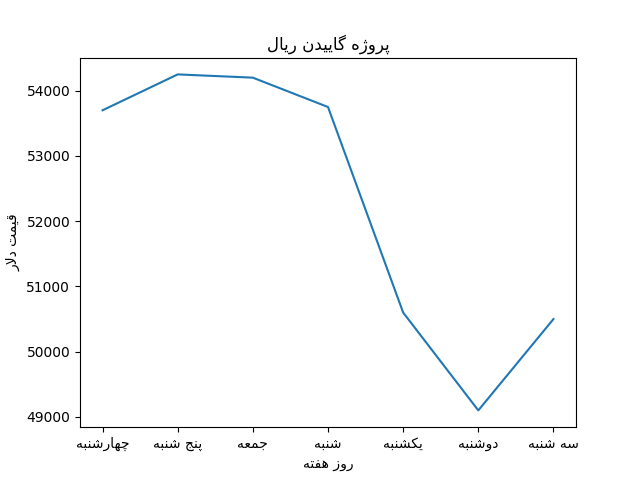 پروژه گاییدن ریال
54000
53000
52000
51000
50000
49000
قیمت دلار
چهارشنبه
پنج شنبه
جمعه
شنبه
یکشنبه
دوشنبه
سه شنبه
روز هفته